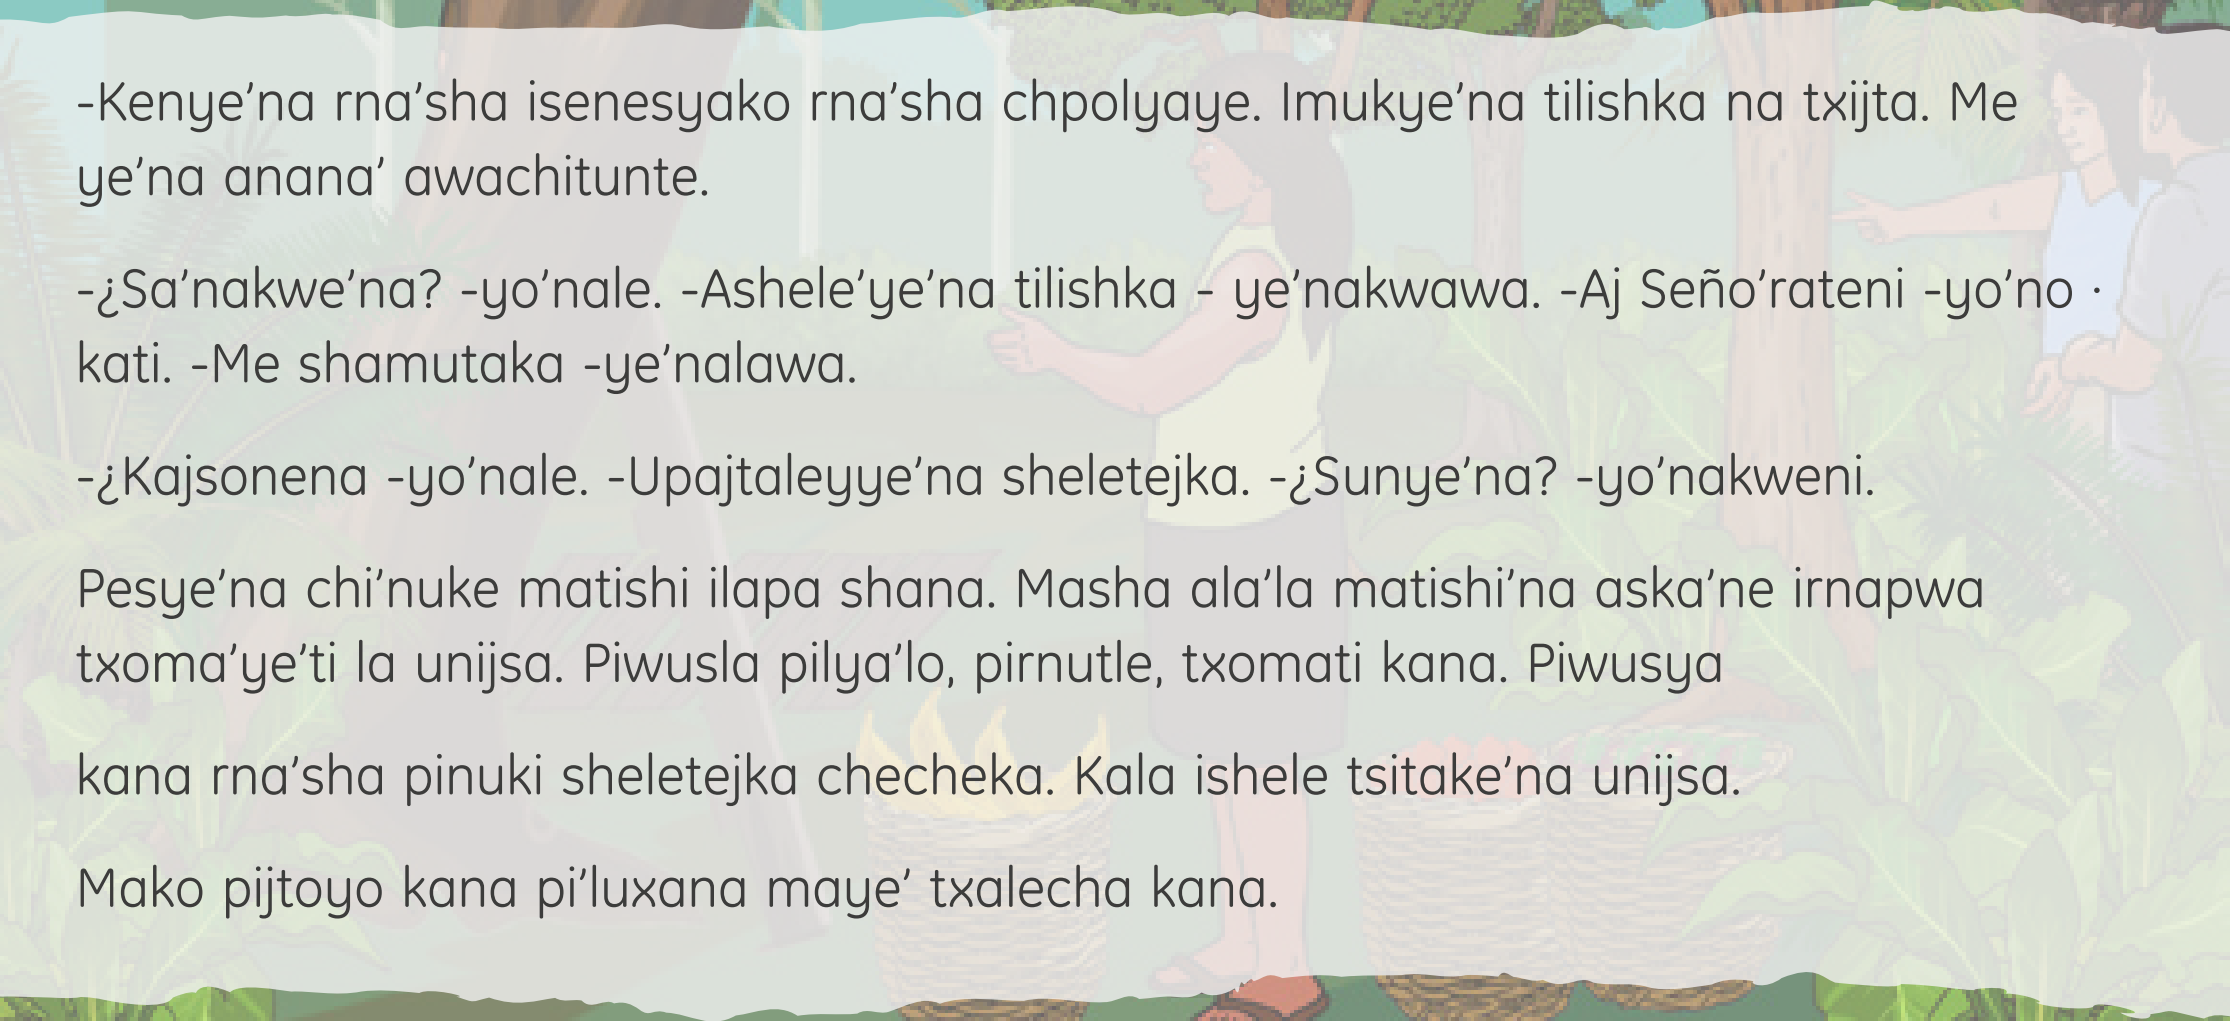 -Kenye’na rna’sha isenesyako rna’sha chpolyaye. Imukye’na tilishka na txijta. Me
ye’na anana’ awachitunte.
-¿Sa’nakwe’na? -yo’nale. -Ashele’ye’na tilishka - ye’nakwawa. -Aj Seño’rateni -yo’no ·
kati. -Me shamutaka -ye’nalawa.
-¿Kajsonena -yo’nale. -Upajtaleyye’na sheletejka. -¿Sunye’na? -yo’nakweni.
Pesye’na chi’nuke matishi ilapa shana. Masha ala’la matishi’na aska’ne irnapwa
txoma’ye’ti la unijsa. Piwusla pilya’lo, pirnutle, txomati kana. Piwusya
kana rna’sha pinuki sheletejka checheka. Kala ishele tsitake’na unijsa.
Mako pijtoyo kana pi’luxana maye’ txalecha kana.